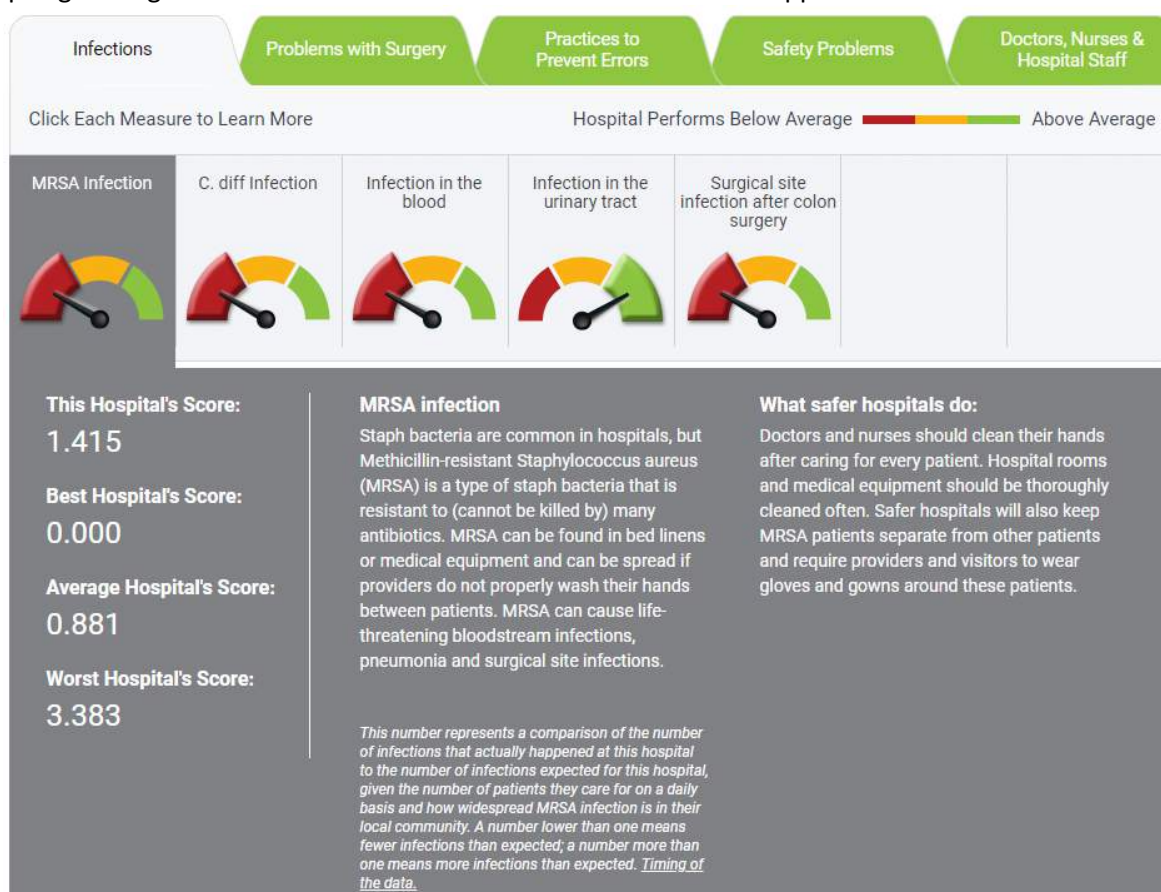 Infections
Problems with Surgery
Practices to
Prevent Errors
Safety Problems
Doctors, Nurses &
Hospital Staff
Click Each Measure to Learn More
Hospital Performs Below Average
Above Average
MRSA Infection
C. diff Infection
Infection in the
blood
Infection in the
urinary tract
Surgical site
infection after colon
surgery
This Hospital's Score:
1.415
Best Hospital's Score:
0.000
Average Hospital's Score:
0.881
Worst Hospital's Score:
3.383
MRSA infection
Staph bacteria are common in hospitals, but
Methicillin-resistant Staphylococcus aureus
(MRSA) is a type of staph bacteria that is
resistant to (cannot be killed by) many
antibiotics. MRSA can be found in bed linens
or medical equipment and can be spread if
providers do not properly wash their hands
between patients. MRSA can cause life-
threatening bloodstream infections,
pneumonia and surgical site infections.
This number represents a comparison of the number
of infections that actually happened at this hospital
to the number of infections expected for this hospital,
given the number of patients they care for on a daily
basis and how widespread MRSA infection is in their
local community. A number lower than one means
fewer infections than expected; a number more than
one means more infections than expected. Timing of
the data.
What safer hospitals do:
Doctors and nurses should clean their hands
after caring for every patient. Hospital rooms
and medical equipment should be thoroughly
cleaned often. Safer hospitals will also keep
MRSA patients separate from other patients
and require providers and visitors to wear
gloves and gowns around these patients.